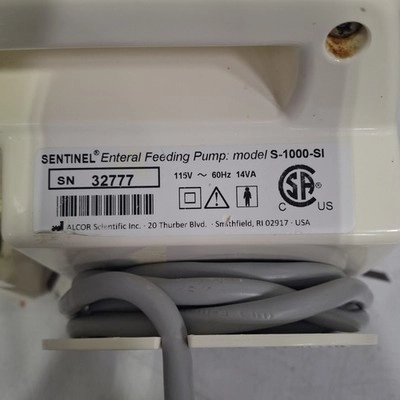 SENTINEL® Enteral Feeding Pump: model S-1000-SI
SN 32777
115V ~ 60Hz 14VA
C US
ALCOR Scientific Inc. · 20 Thurber Blvd. · Smithfield, RI 02917 · USA